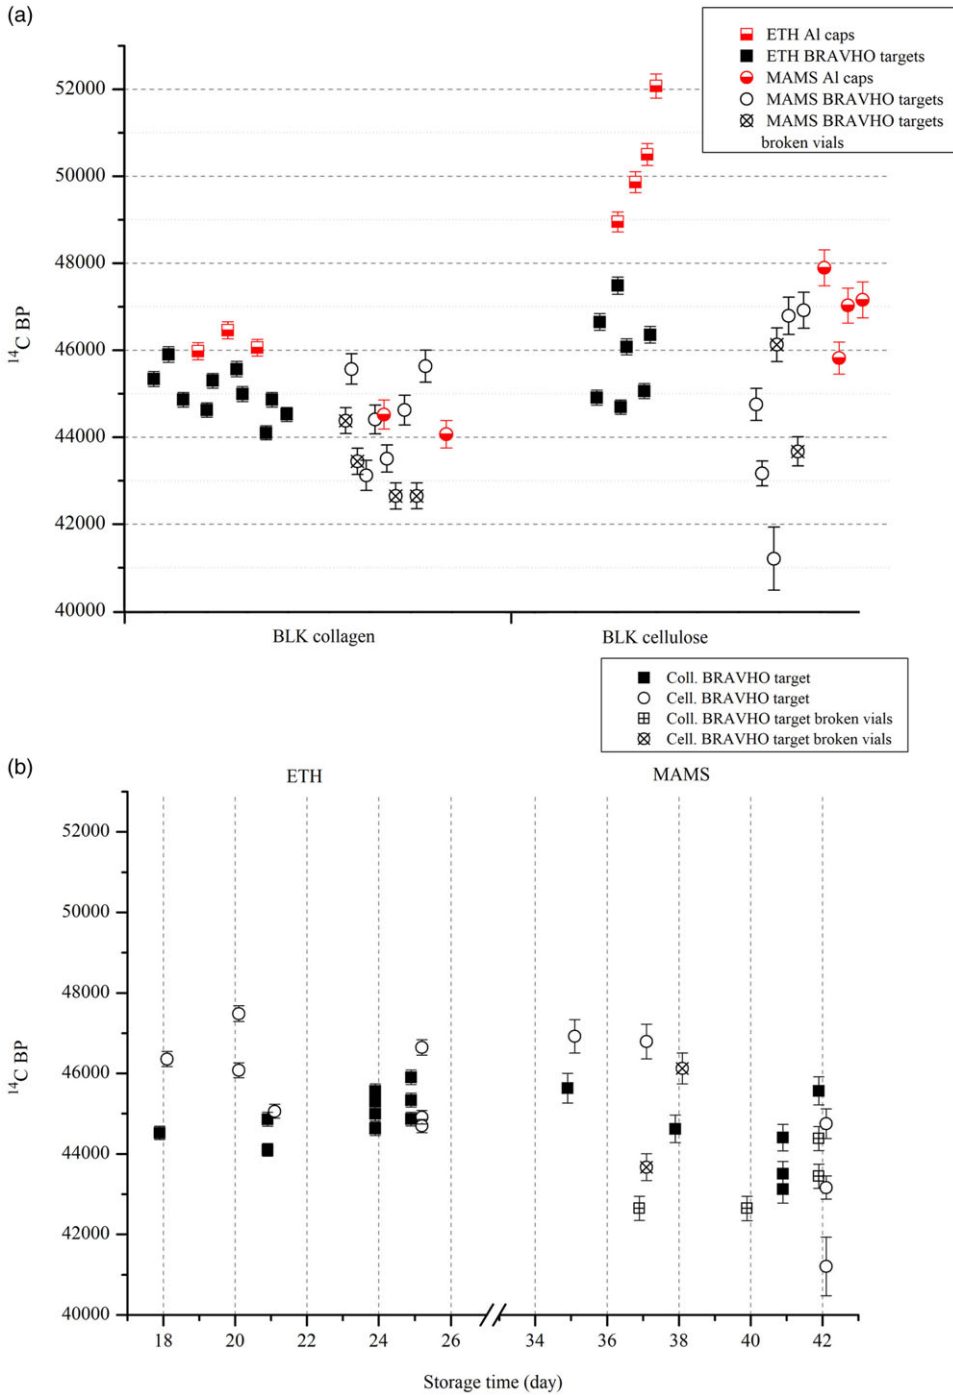 (a)
ETH Al caps
ETH BRAVHO targets
MAMS Al caps
MAMS BRAVHO targets
MAMS BRAVHO targets
broken vials
52000
50000
48000
46000
44000
42000
40000
14C BP
BLK collagen
BLK cellulose
Coll. BRAVHO target
Cell. BRAVHO target
Coll. BRAVHO target broken vials
Cell. BRAVHO target broken vials
(b)
ETH
MAMS
52000
50000
48000
46000
44000
42000
40000
14C BP
18
20
22
24
26
34
36
38
40
42
Storage time (day)